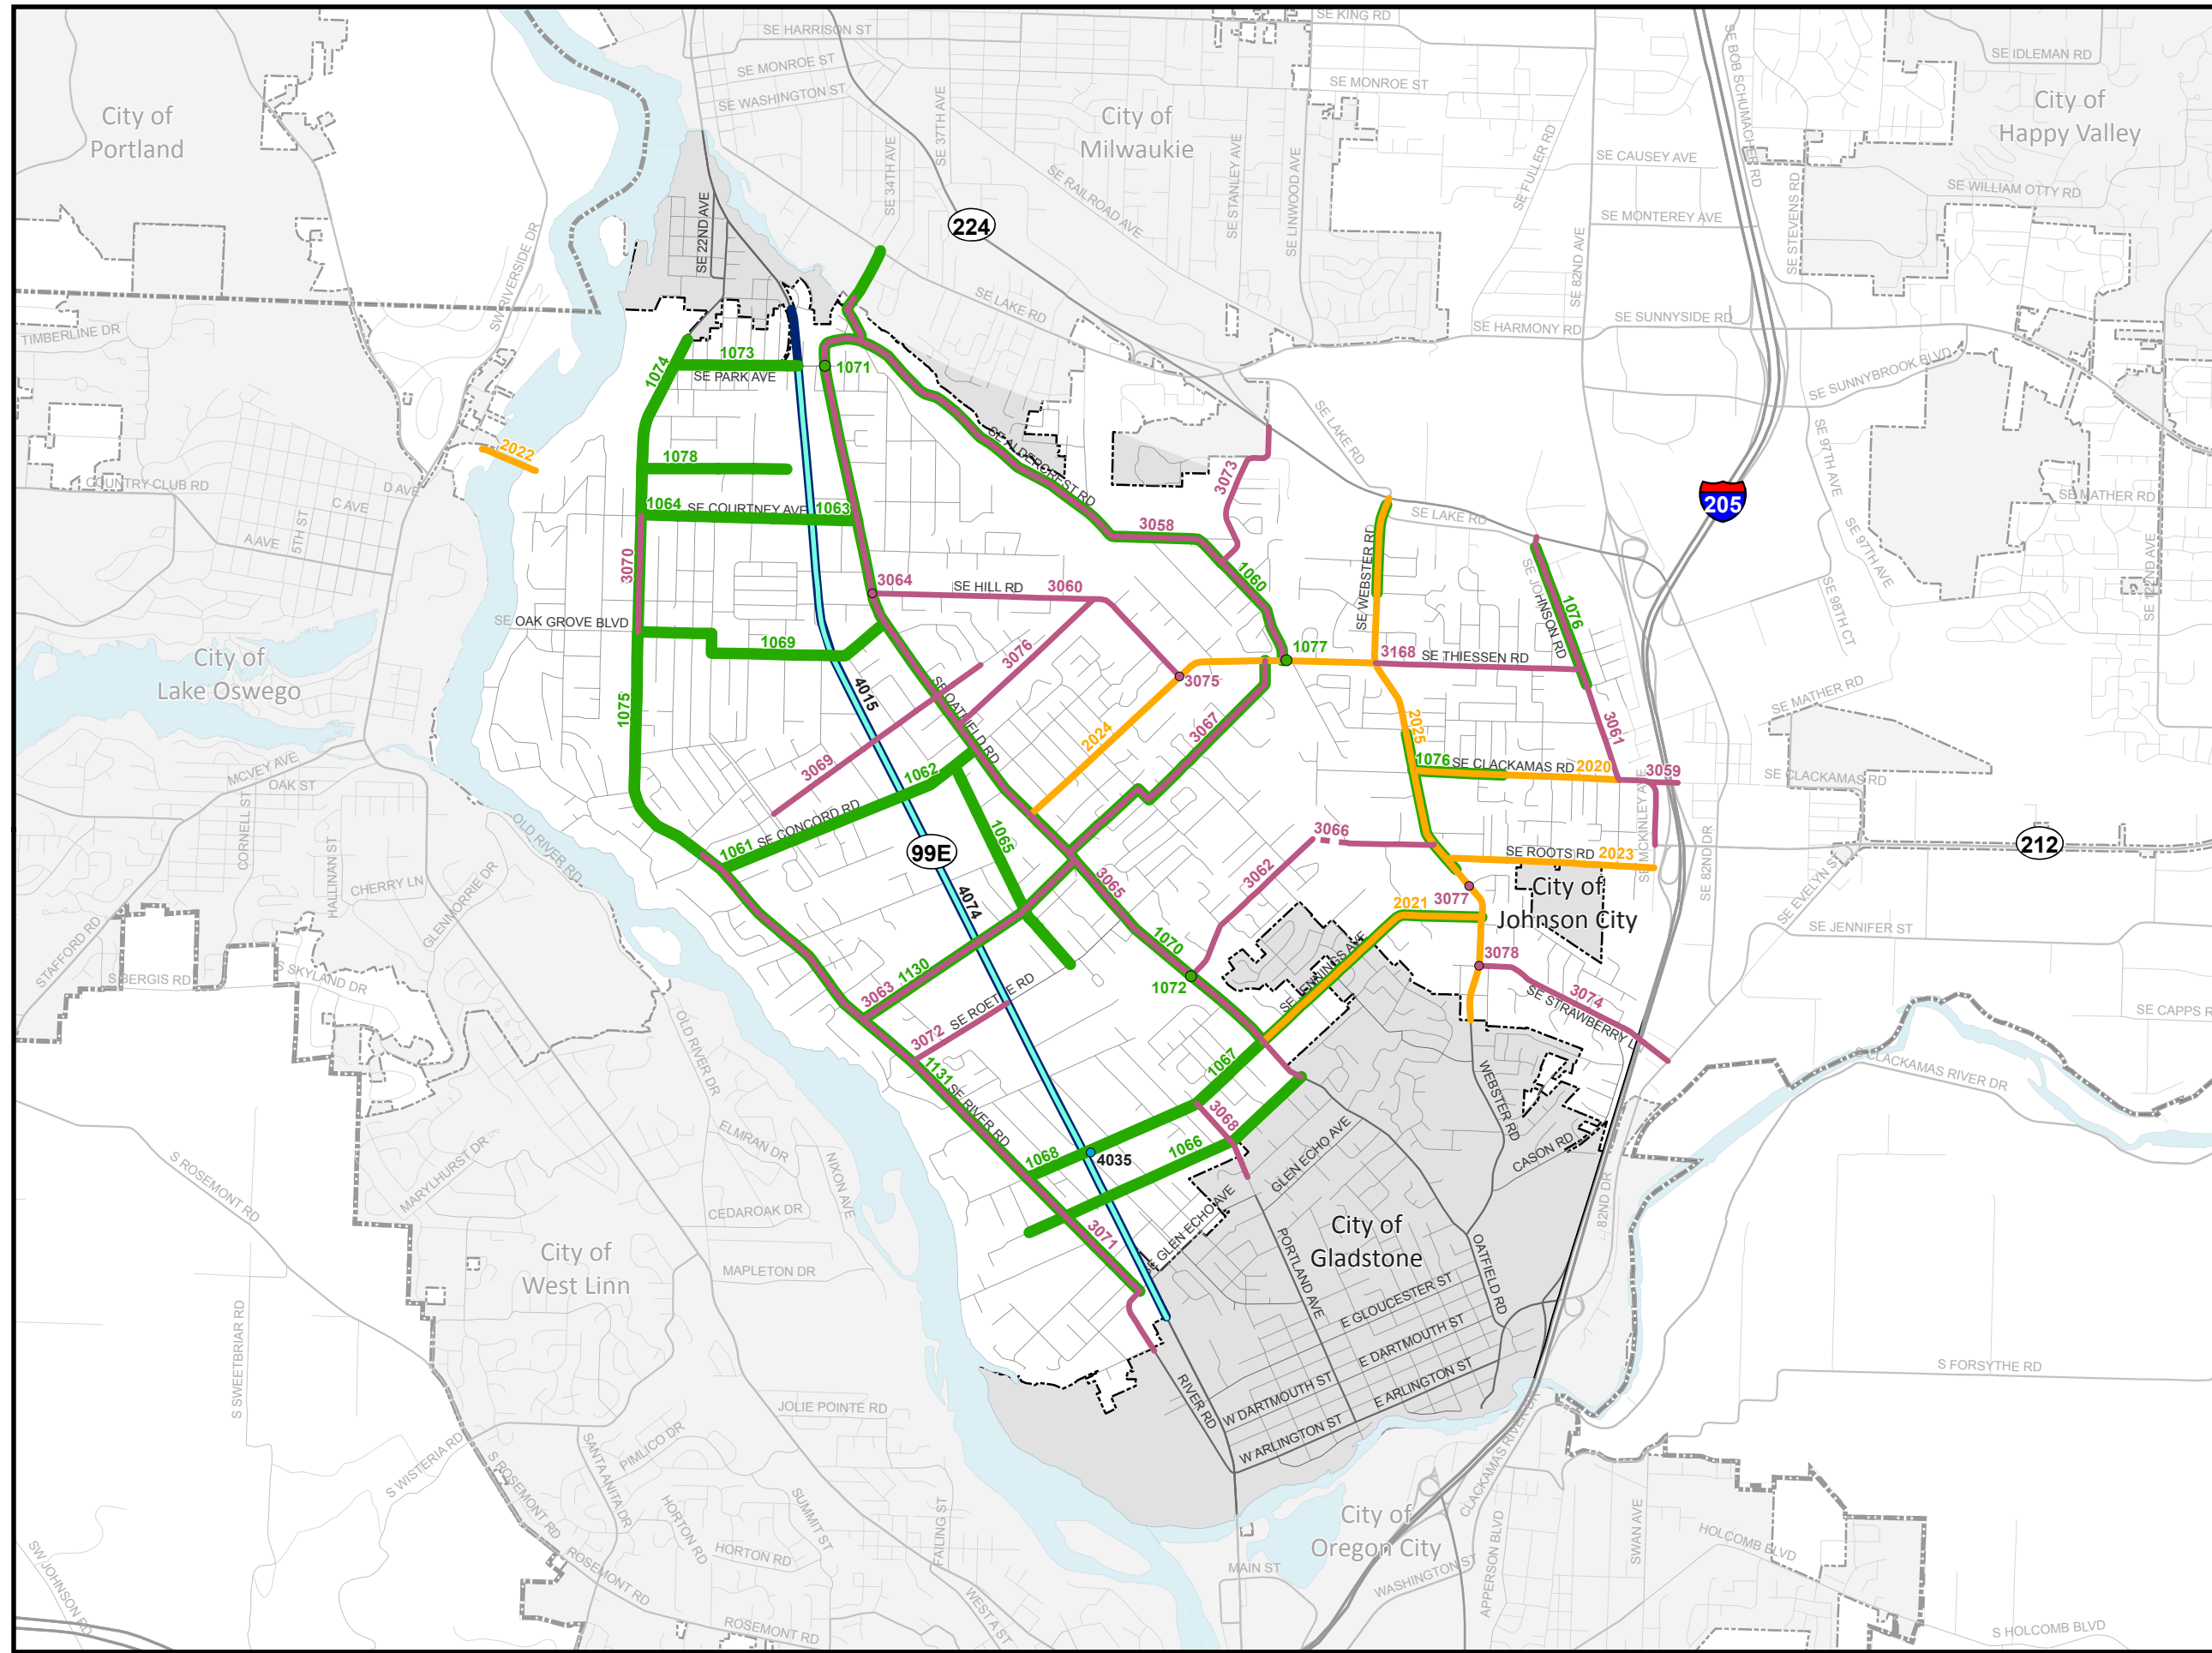 SE KING RD
SE HARRISON ST
SE IDLEMAN RD
SE MONROE ST
SE MONROE ST
SE WASHINGTON ST
SE BOB SCHUMACHER RD
City of
Portland
City of
Milwaukie
City of
Happy Valley
SE 34TH AVE
SE 37TH AVE
SE RAILROAD AVE
SE STANLEY AVE
SE LINWOOD AVE
SE FULLER RD
SE CAUSEY AVE
SE WILLIAM OTTY RD
SE MONTEREY AVE
SE STEVENS RD
SE 82ND AVE
SE 22ND AVE
224
SW RIVERSIDE DR
TIMBERLINE DR
SE LAKE RD
SE HARMONY RD
SE SUNNYSIDE RD
SE SUNNYBROOK BLVD
1073
SE PARK AVE
1074
1071
2022
1078
COUNTRY CLUB RD
D AVE
C AVE
A AVE
5TH ST
SE ALDERCREST RD
3073
SE LAKE RD
SE LAKE RD
205
SE 97TH AVE
SE MATHER RD
SE 97TH AVE
SE 98TH CT
SE 122ND AVE
1064
SE COURTNEY AVE
1063
3058
3070
3064
SE HILL RD
3060
1060
SE WEBSTER RD
SE JOHNSON RD
1076
SE OAK GROVE BLVD
1069
3076
1077
3168
SE THIESSEN RD
3075
City of
Lake Oswego
1075
4015
SE OATFIELD RD
2024
3067
2025
3061
SE MATHER RD
3069
1062
1076
SE CLACKAMAS RD
2020
3059
SE CLACKAMAS RD
MCVEY AVE
OAK ST
SE MCKINLEY AVE
SE 82ND DR
CORNELL ST
OLD RIVER RD
1061
SE CONCORD RD
99E
1065
3066
SE ROOTS RD
2023
212
HALLINAN ST
CHERRY LN
GLENMORRIE DR
4074
3065
3062
3077
City of
Johnson City
SE EVELYN ST
STAFFORD RD
2021
SE JENNIFER ST
S BERGIS RD
S SKYLAND DR
3063
1130
1070
1072
SE JENNINGS AVE
3078
3074
SE STRAWBERRY L
SE CAPPS R
OLD RIVER DR
3072
SE ROETHE RD
S CLACKAMAS RIVER DR
1131
SE RIVER RD
1067
3068
WEBSTER RD
CASON RD
S ROSEMONT RD
MARYLHURST DR
ELMRAN DR
NIXON AVE
1068
4035
1066
GLEN ECHO AVE
82ND DR
CEDAROAK DR
3071
SE GLEN ECHO AVE
City of
Gladstone
PORTLAND AVE
OATFIELD RD
City of
West Linn
MAPLETON DR
E GLOUCESTER ST
E DARTMOUTH ST
S SWEETBRIAR RD
E ARLINGTON ST
S FORSYTHE RD
W DARTMOUTH ST
RIVER RD
W ARLINGTON ST
JOLIE POINTE RD
S WISTERIA RD
S ROSEMONT RD
SANTA ANITA DR
PIMLICO DR
SUMMIT ST
HORTON RD
HORTON RD
FAILING ST
CLACKAMAS RIVER DR
City of
Oregon City
SWAN AVE
HOLCOMB BLVD
APPERSON BLVD
SW JOHNSON RD
ROSEMONT RD
MAIN ST
WASHINGTON ST
WEST A ST
ROSEMONT RD
S HOLCOMB BLVD